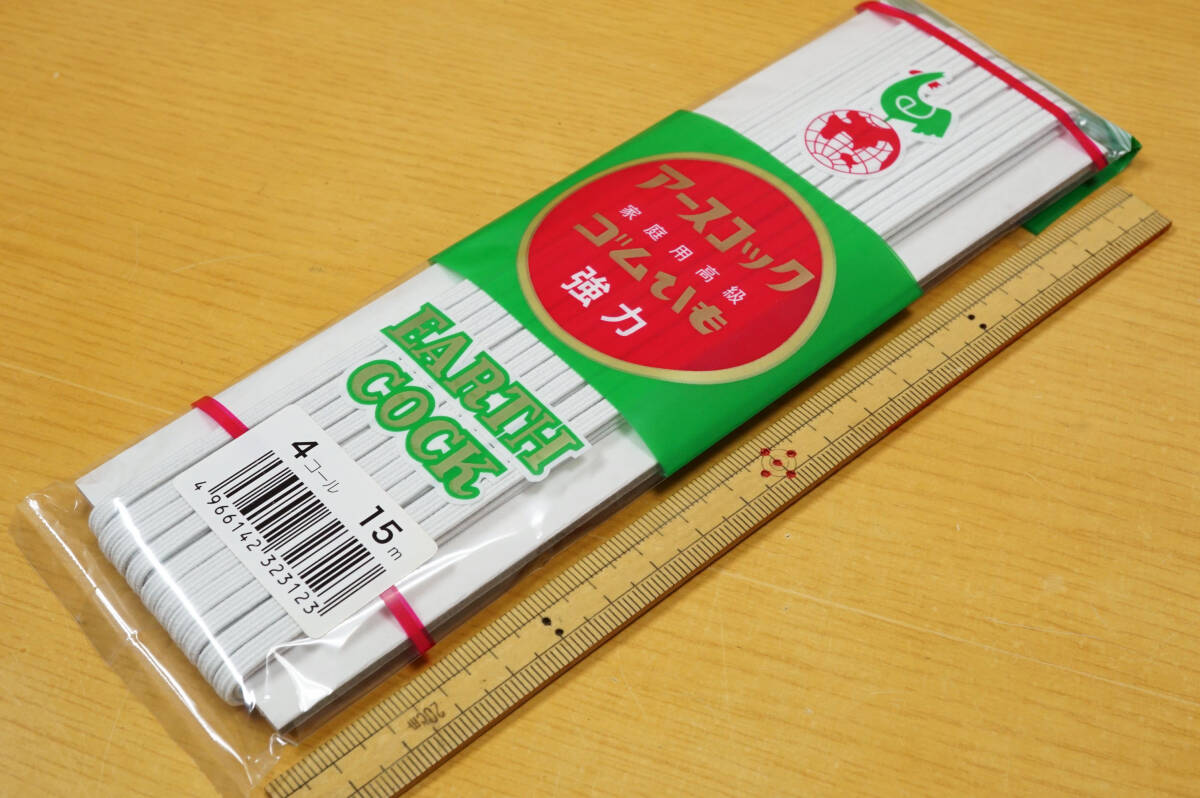 アースコック
家庭用高級
ゴムひも
強力
EARTH
COCK
4コール 15m
4966142323123